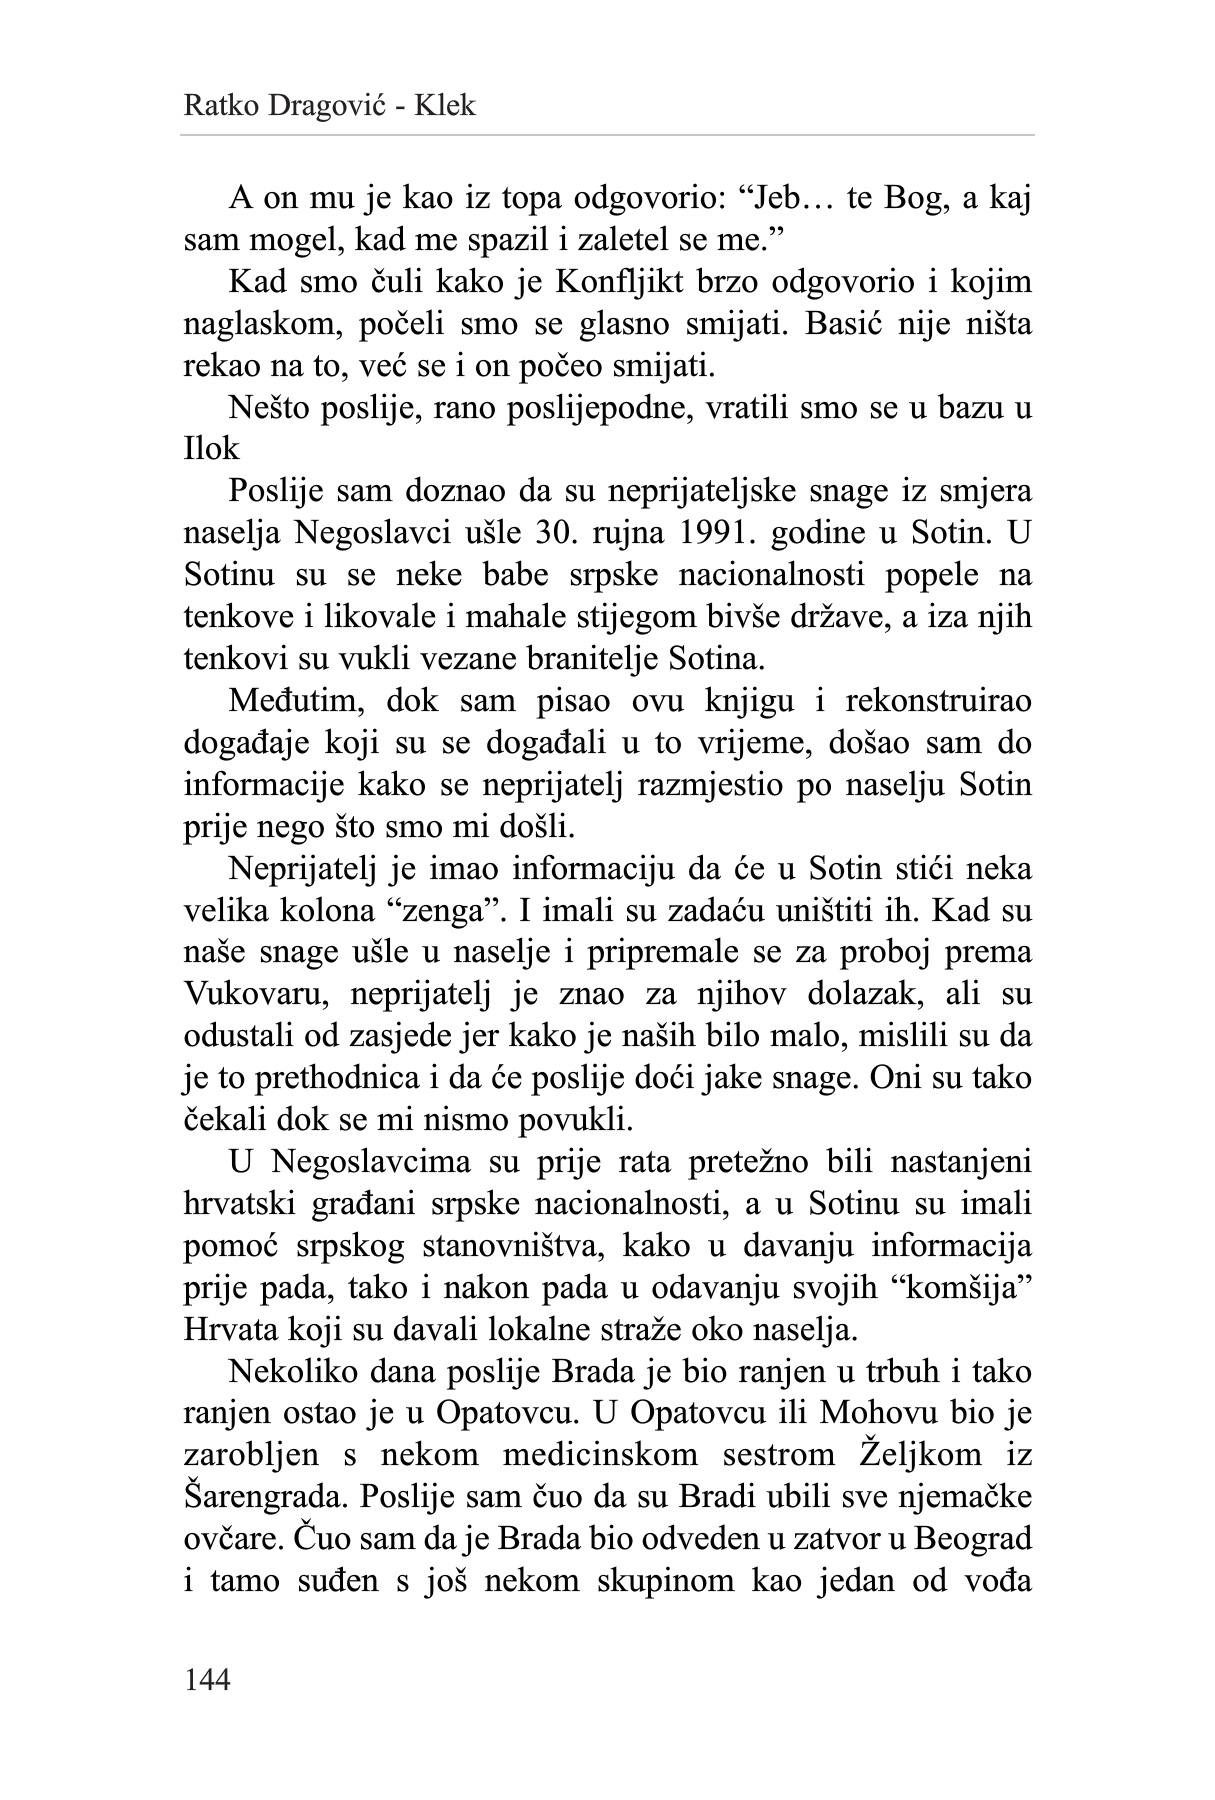 Ratko Dragović - Klek
A on mu je kao iz topa odgovorio: “Jeb… te Bog, a kaj
sam mogel, kad me spazil i zaletel se me.”
Kad smo čuli kako je Konfljikt brzo odgovorio i kojim
naglaskom, počeli smo se glasno smijati. Basić nije ništa
rekao na to, već se i on počeo smijati.
Nešto poslije, rano poslijepodne, vratili smo se u bazu u
Ilok
Poslije sam doznao da su neprijateljske snage iz smjera
naselja Negoslavci ušle 30. rujna 1991. godine u Sotin. U
Sotinu su se neke babe srpske nacionalnosti popele na
tenkove i likovale i mahale stijegom bivše države, a iza njih
tenkovi su vukli vezane branitelje Sotina.
Međutim, dok sam pisao ovu knjigu i rekonstruirao
događaje koji su se događali u to vrijeme, došao sam do
informacije kako se neprijatelj razmjestio po naselju Sotin
prije nego što smo mi došli.
Neprijatelj je imao informaciju da će u Sotin stići neka
velika kolona “zenga”. I imali su zadaću uništiti ih. Kad su
naše snage ušle u naselje i pripremale se za proboj prema
Vukovaru, neprijatelj je znao za njihov dolazak, ali su
odustali od zasjede jer kako je naših bilo malo, mislili su da
je to prethodnica i da će poslije doći jake snage. Oni su tako
čekali dok se mi nismo povukli.
U Negoslavcima su prije rata pretežno bili nastanjeni
hrvatski građani srpske nacionalnosti, a u Sotinu su imali
pomoć srpskog stanovništva, kako u davanju informacija
prije pada, tako i nakon pada u odavanju svojih “komšija”
Hrvata koji su davali lokalne straže oko naselja.
Nekoliko dana poslije Brada je bio ranjen u trbuh i tako
ranjen ostao je u Opatovcu. U Opatovcu ili Mohovu bio je
zarobljen s nekom medicinskom sestrom Željkom iz
Šarengrada. Poslije sam čuo da su Bradi ubili sve njemačke
ovčare. Čuo sam da je Brada bio odveden u zatvor u Beograd
i tamo suđen s još nekom skupinom kao jedan od vođa
144